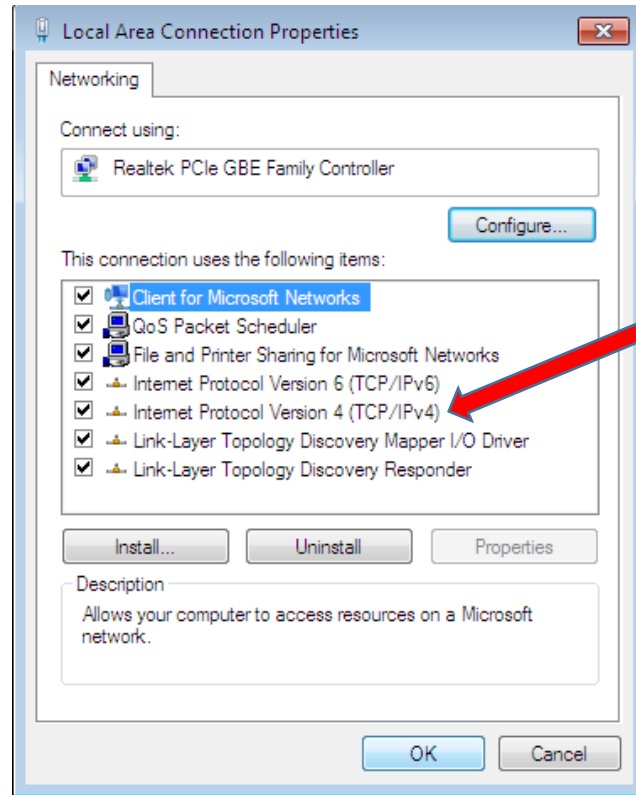 Local Area Connection Properties
Networking
Connect using:
Realtek PCIe GBE Family Controller
Configure...
This connection uses the following items:
Client for Microsoft Networks
QoS Packet Scheduler
File and Printer Sharing for Microsoft Networks
Internet Protocol Version 6 (TCP/IPv6)
Internet Protocol Version 4 (TCP/IPv4)
Link-Layer Topology Discovery Mapper I/O Driver
Link-Layer Topology Discovery Responder
Install...
Uninstall
Properties
Description
Allows your computer to access resources on a Microsoft
network.
OK
Cancel